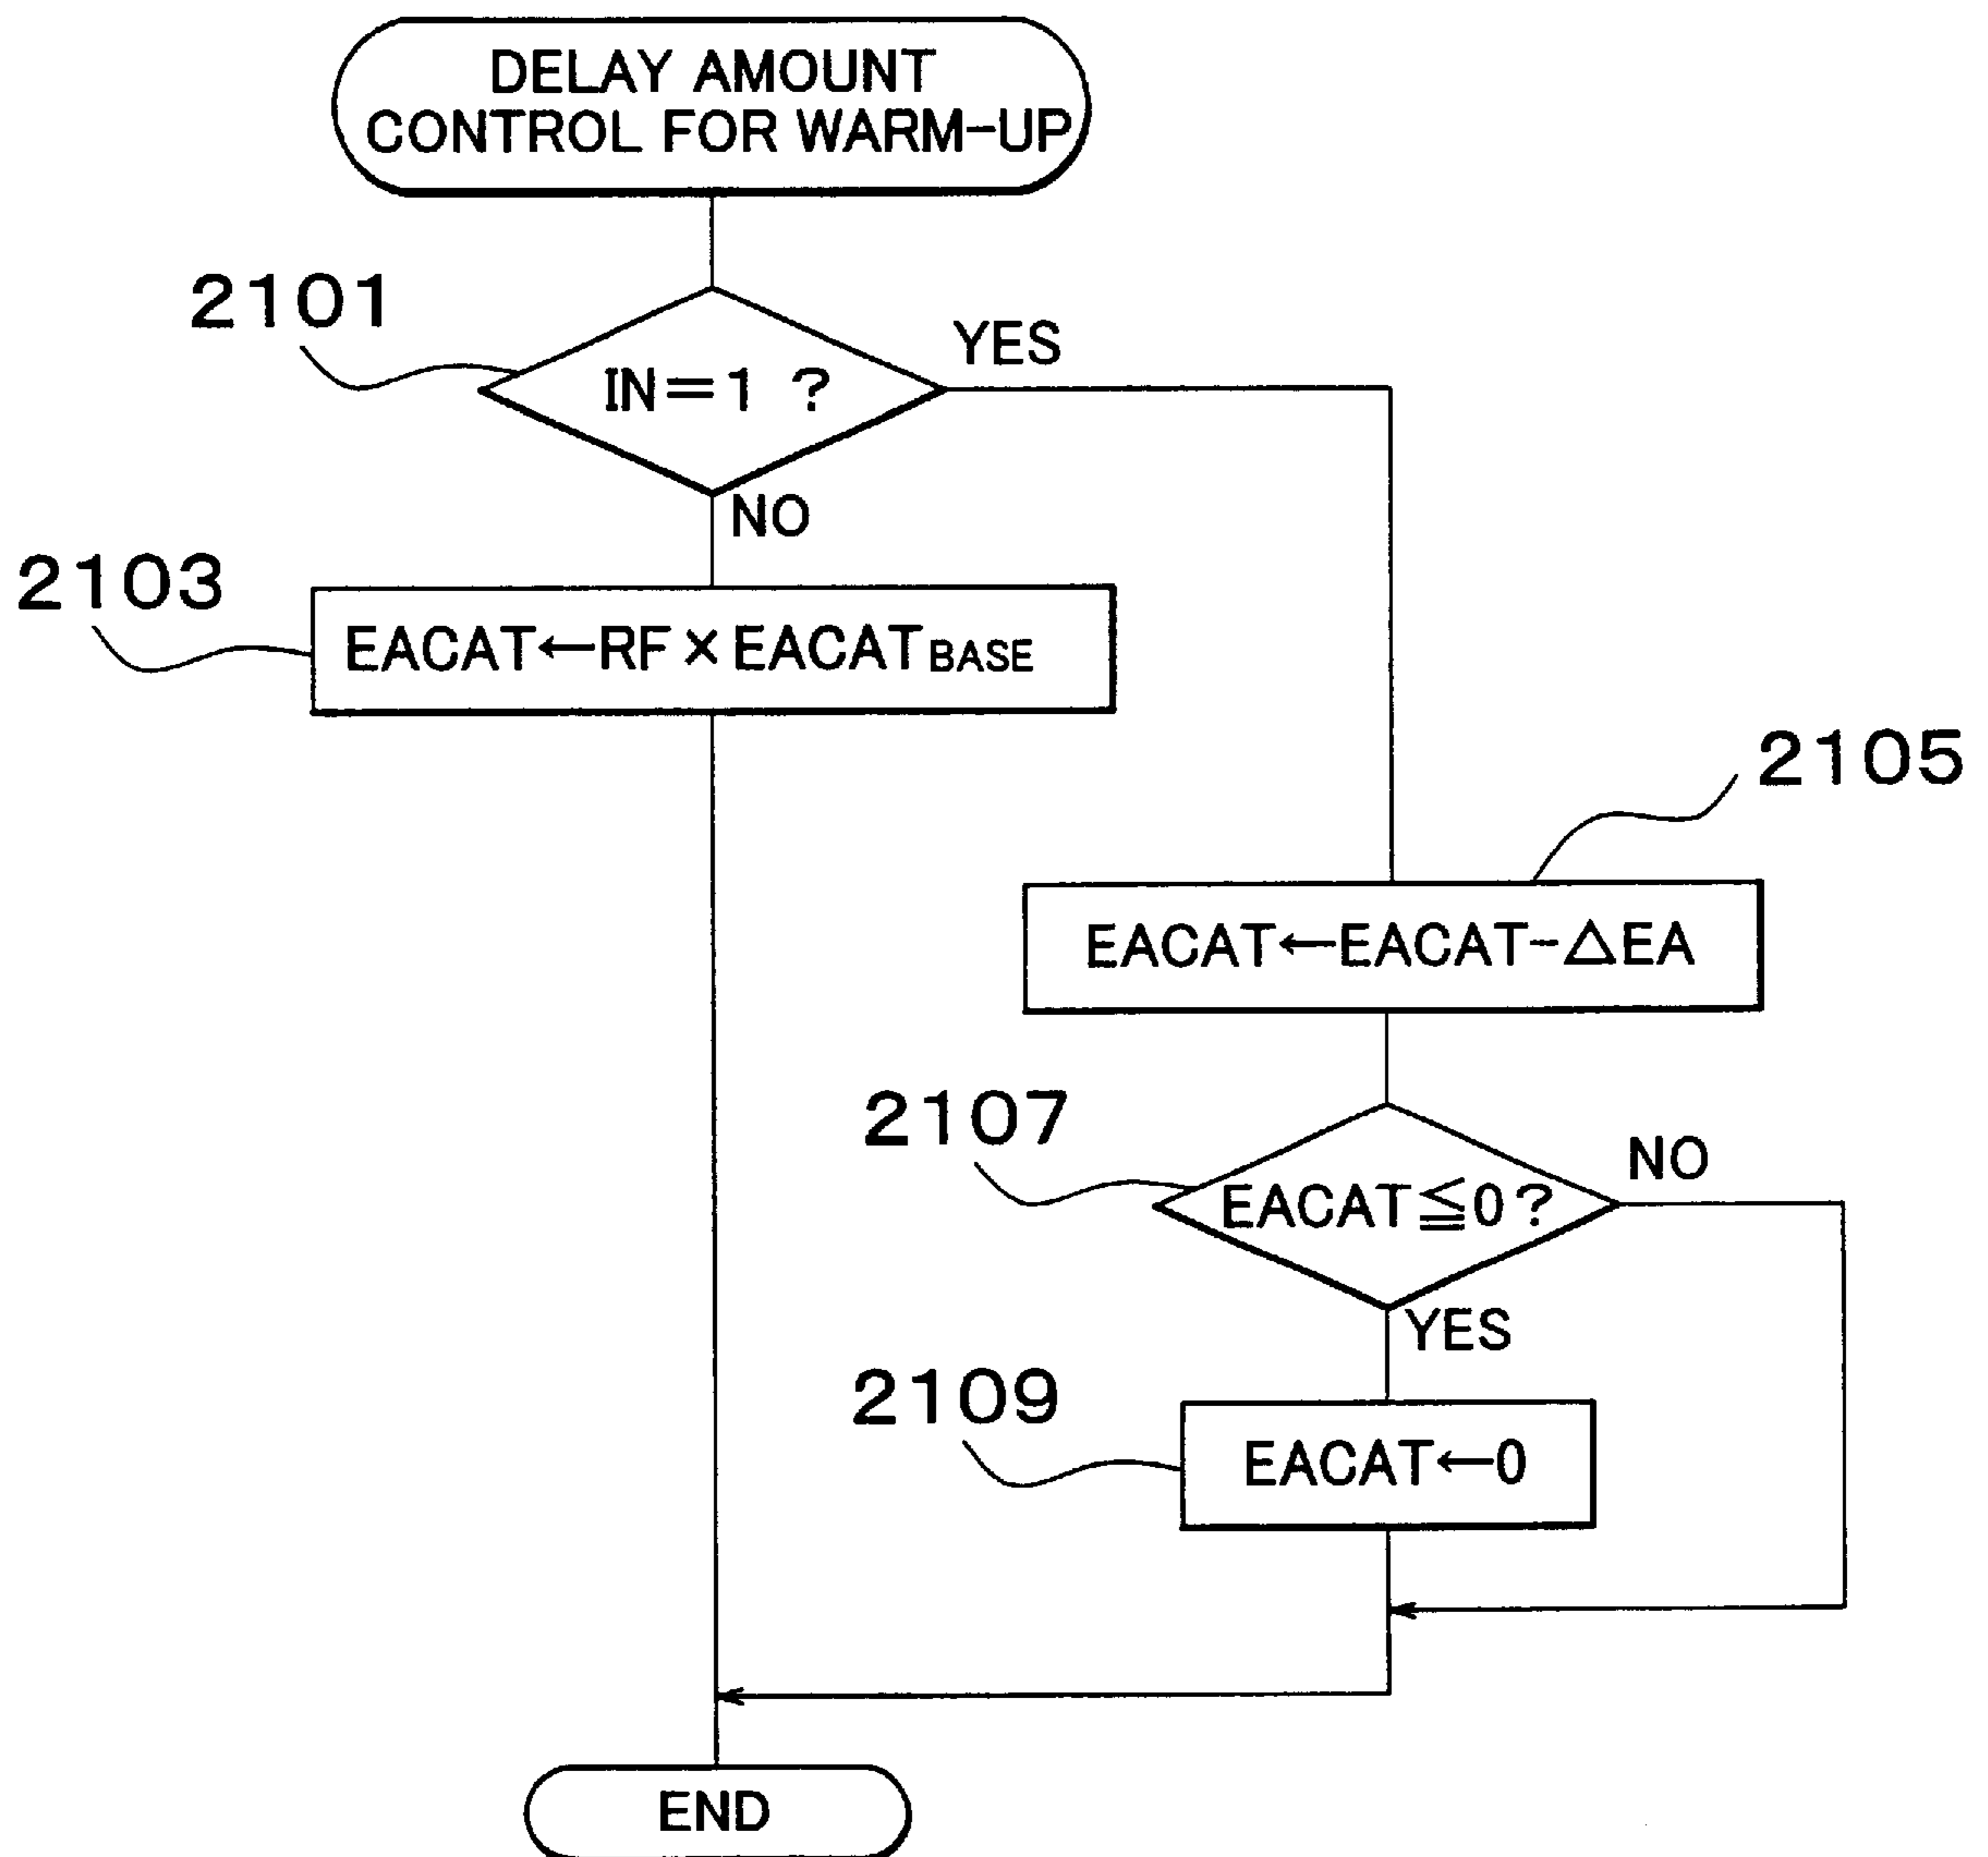 DELAY AMOUNT
CONTROL FOR WARM-UP
2101
IN=1 ?
YES
NO
2103
EACAT←RF×EACATBASE
2105
EACAT←EACAT-△EA
2107
EACAT≦0?
NO
YES
2109
EACAT←0
END